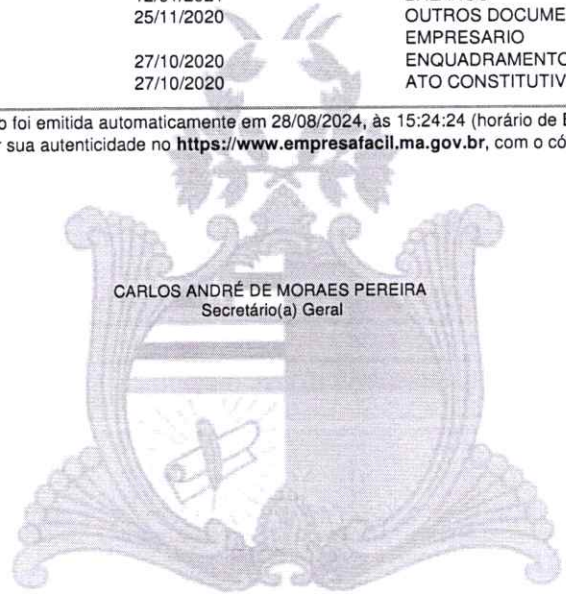 25/11/2020 OUTROS DOCUME
EMPRESARIO
27/10/2020 ENQUADRAMENTO
27/10/2020 ATO CONSTITUTIV
o foi emitida automaticamente em 28/08/2024, às 15:24:24 (horário de
sua autenticidade no https://www.empresafacil.ma.gov.br, com o có
CARLOS ANDRÉ DE MORAES PEREIRA
Secretário(a) Geral